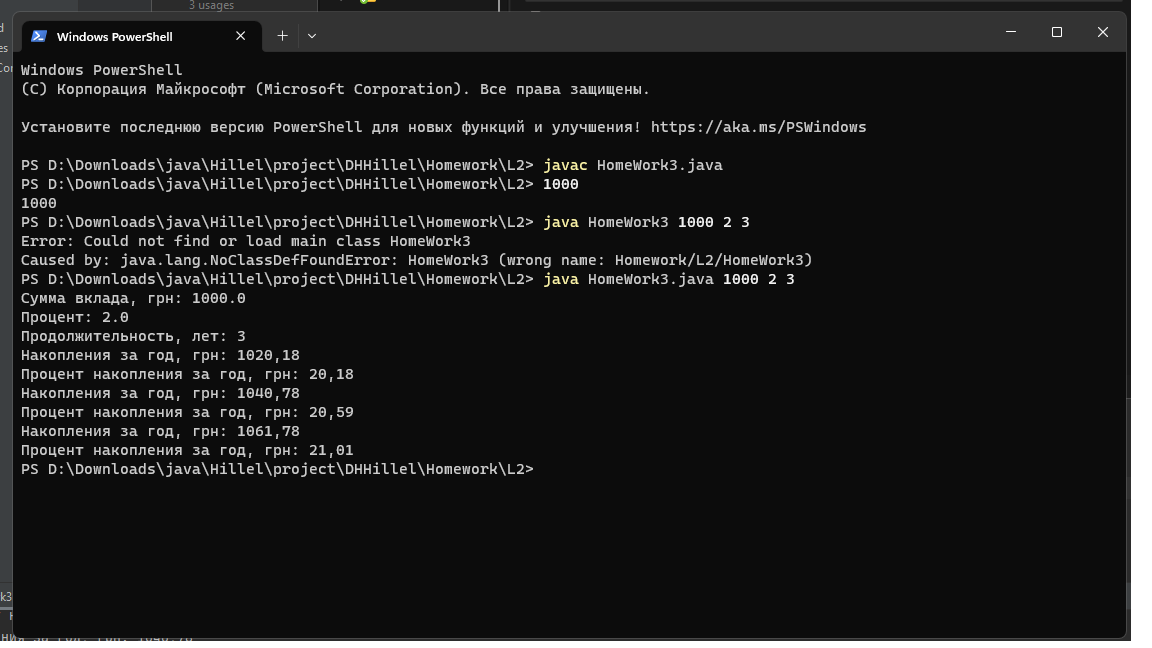 3 usages
Windows PowerShell
Windows PowerShell
(C) Корпорация Майкрософт (Microsoft Corporation). Все права защищены.
Установите последнюю версию PowerShell для новых функций и улучшения! https://aka.ms/PSWindows
PS D:\Downloads\java\Hillel\project\DHHillel\Homework\L2> javac HomeWork3.java
PS D:\Downloads\java\Hillel\project\DHHillel\Homework\L2> 1000
1000
PS D:\Downloads\java\Hillel\project\DHHillel\Homework\L2> java HomeWork3 1000 2 3
Error: Could not find or load main class HomeWork3
Caused by: java.lang.NoClassDefFoundError: HomeWork3 (wrong name: Homework/L2/HomeWork3)
PS D:\Downloads\java\Hillel\project\DHHillel\Homework\L2> java HomeWork3.java 1000 2 3
Сумма вклада, грн: 1000.0
Процент: 2.0
Продолжительность, лет: 3
Накопления за год, грн: 1020,18
Процент накопления за год, грн: 20,18
Накопления за год, грн: 1040,78
Процент накопления за год, грн: 20,59
Накопления за год, грн: 1061,78
Процент накопления за год, грн: 21,01
PS D:\Downloads\java\Hillel\project\DHHillel\Homework\L2>